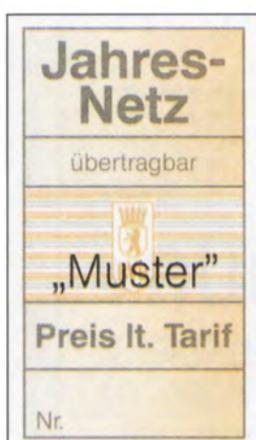 Jahres-
Netz
übertragbar
„Muster”
Preis lt. Tarif
Nr.